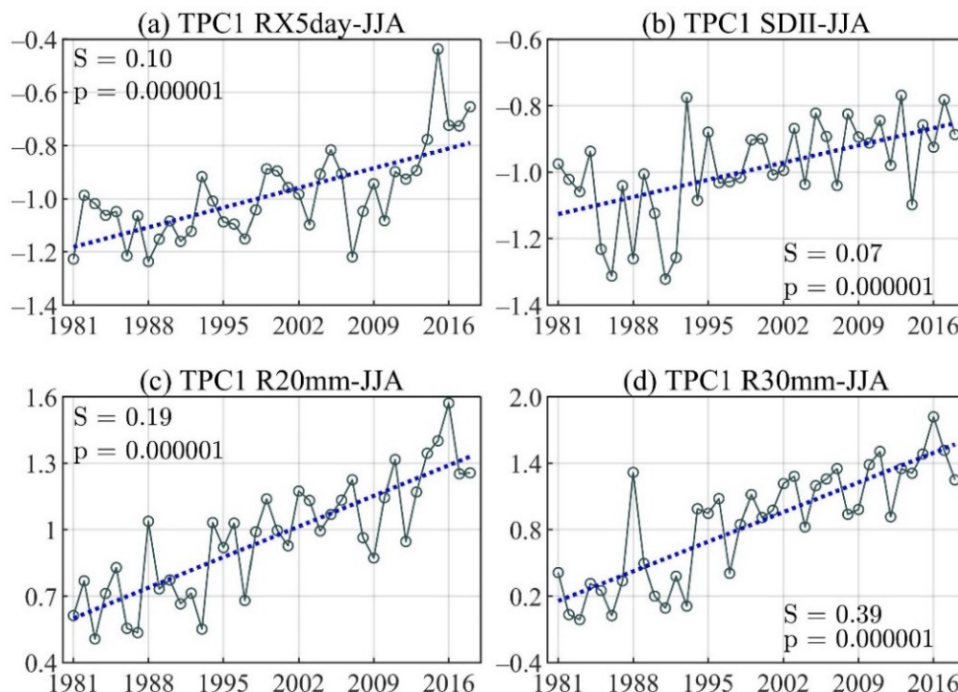 (a) TPC1 RX5day-JJA
−0.4
−0.6
−0.8
−1.0
−1.2
−1.4
S = 0.10
p = 0.000001
1981 1988 1995 2002 2009 2016
(b) TPC1 SDII-JJA
−0.6
−0.8
−1.0
−1.2
−1.4
S = 0.07
p = 0.000001
1981 1988 1995 2002 2009 2016
(c) TPC1 R20mm-JJA
1.6
1.3
1
0.7
0.4
S = 0.19
p = 0.000001
1981 1988 1995 2002 2009 2016
(d) TPC1 R30mm-JJA
2.0
1.4
0.8
0.2
−0.4
S = 0.39
p = 0.000001
1981 1988 1995 2002 2009 2016